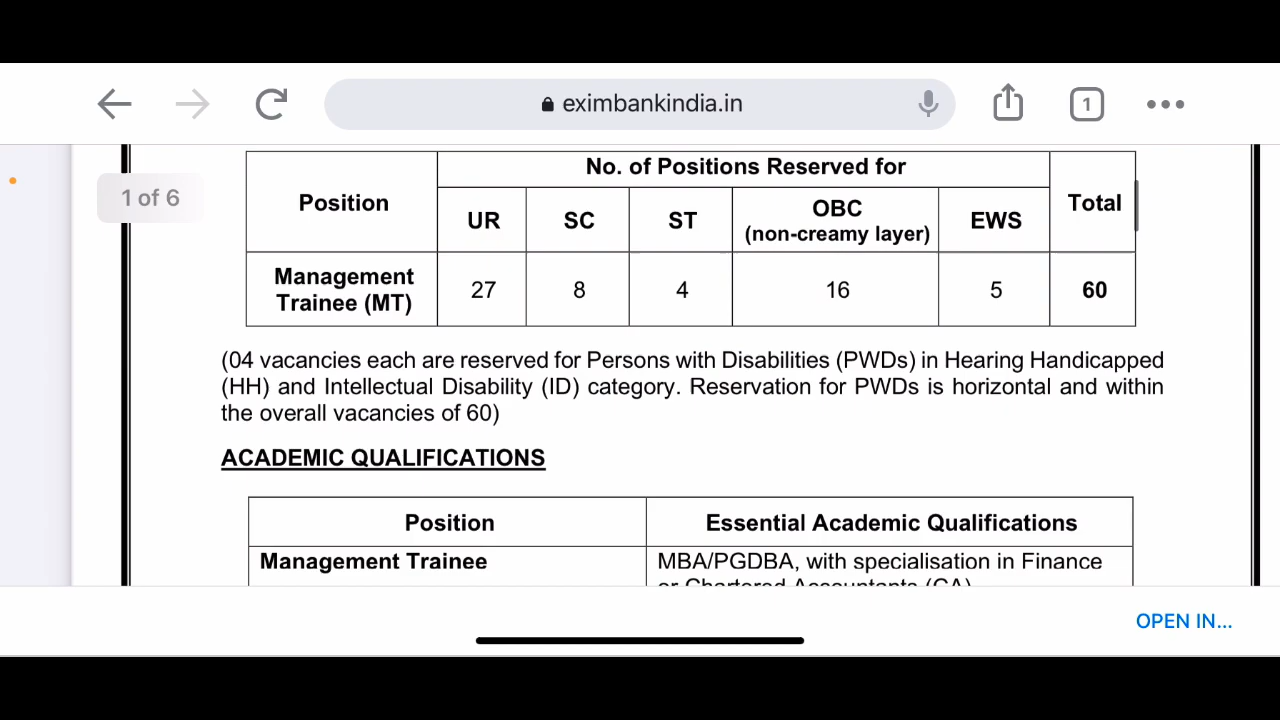 eximbankindia.in
1
1 of 6
No. of Positions Reserved for
Position
Total
UR
SC
ST
OBC
(non-creamy layer)
EWS
Management
Trainee (MT)
27
8
4
16
5
60
(04 vacancies each are reserved for Persons with Disabilities (PWDs) in Hearing Handicapped
(HH) and Intellectual Disability (ID) category. Reservation for PWDs is horizontal and within
the overall vacancies of 60)
ACADEMIC QUALIFICATIONS
Position
Essential Academic Qualifications
Management Trainee
MBA/PGDBA, with specialisation in Finance
or Chartered Accountants (CA)
OPEN IN...